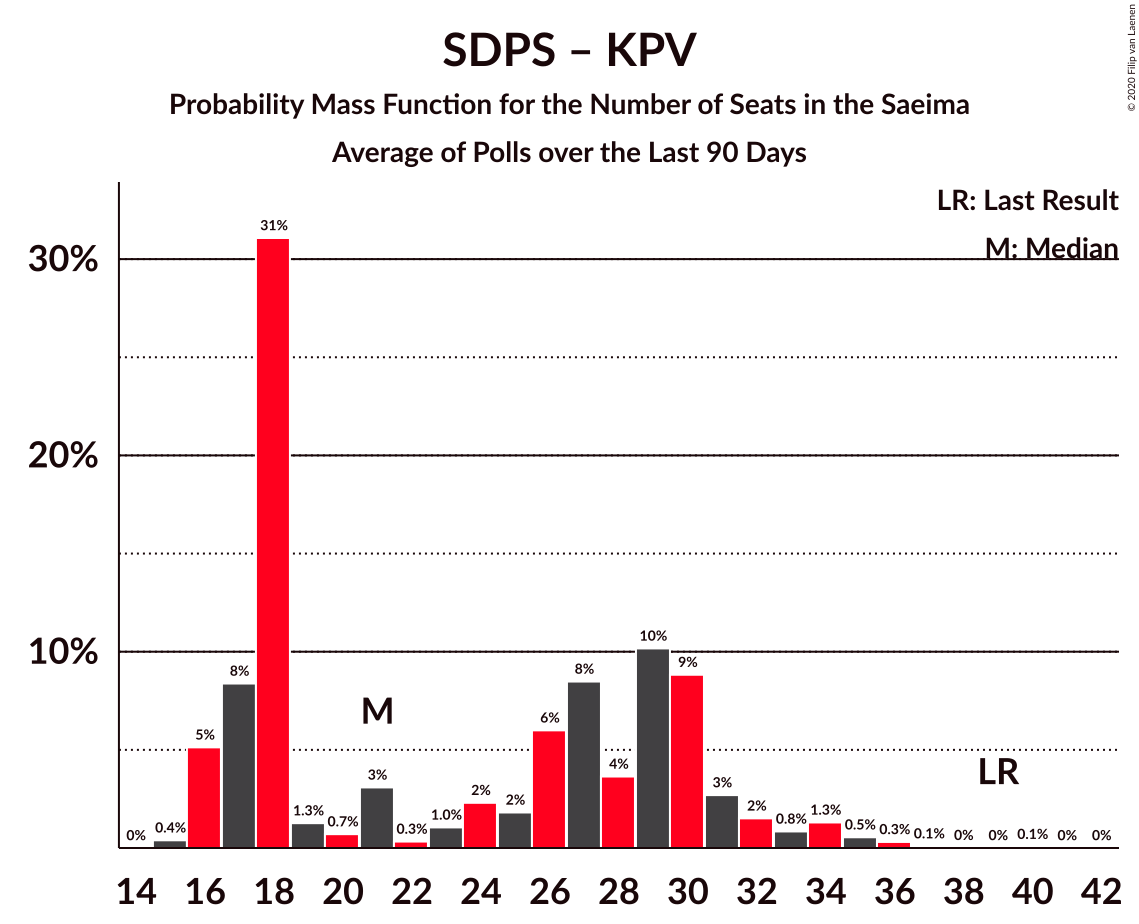 SDPS – KPV
Probability Mass Function for the Number of Seats in the Saeima
Average of Polls over the Last 90 Days
© 2020 Filip van Laenen
LR: Last Result
M: Median
30%
20%
10%
0% 0.4% 5% 8% 31% 1.3% 0.7% 3% 0.3% 1.0% 2% 2% 6% 8% 4% 10% 9% 3% 2% 0.8% 1.3% 0.5% 0.3% 0.1% 0% 0% 0.1% 0% 0%
M
LR
14 16 18 20 22 24 26 28 30 32 34 36 38 40 42